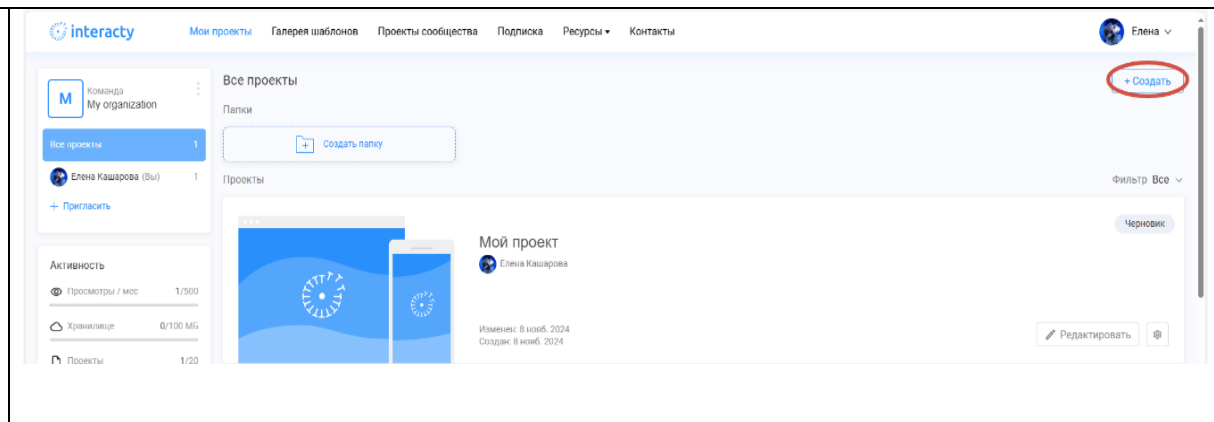 interacty
Мои проекты Галерея шаблонов Проекты сообщества Подписка Ресурсы Контакты
Елена
М
Команда
My organization
Все проекты 1
Елена Кашарова (Вы) 1
+ Пригласить
Активность
Просмотры / мес 1/500
Хранилище 0/100 МБ
Проекты 1/20
Все проекты
+ Создать
Папки
Создать папку
Проекты
Фильтр Все
Черновик
Мой проект
Елена Кашарова
Изменен: 8 нояб. 2024
Создан: 8 нояб. 2024
Редактировать